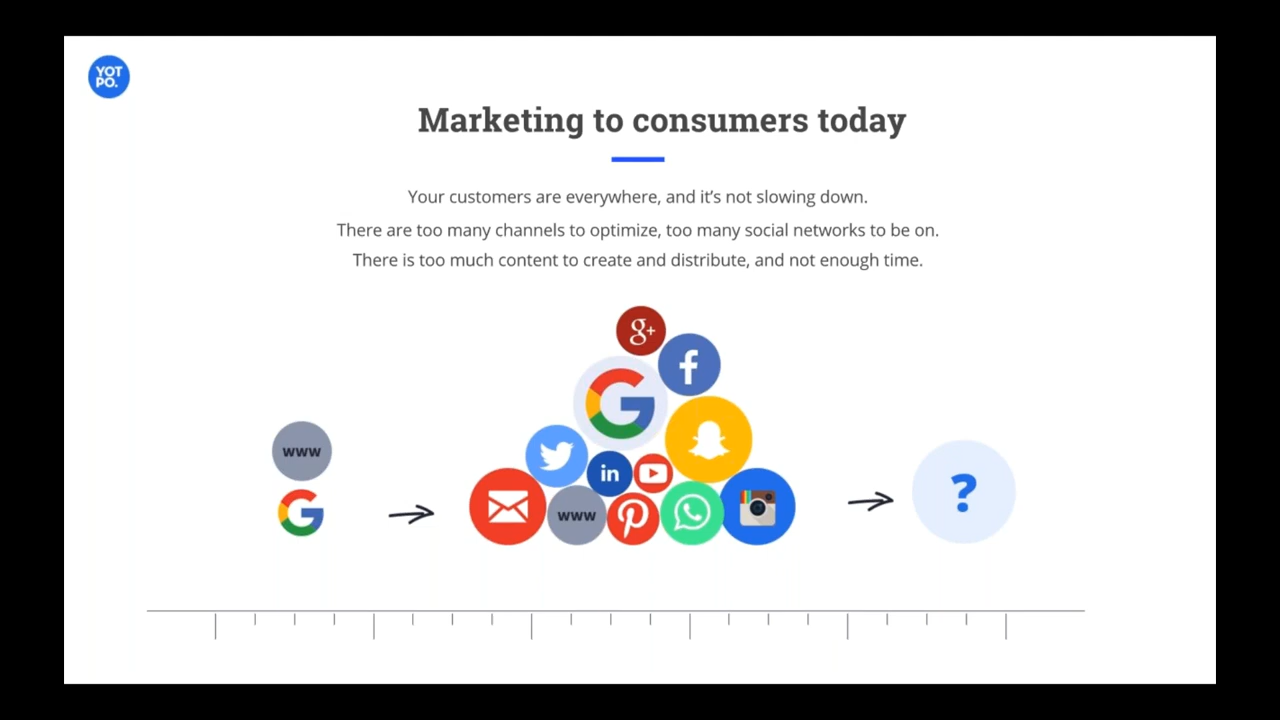 YOT
PO.
Marketing to consumers today
Your customers are everywhere, and it’s not slowing down.
There are too many channels to optimize, too many social networks to be on.
There is too much content to create and distribute, and not enough time.
g+
f
G
www
in
www
G
?